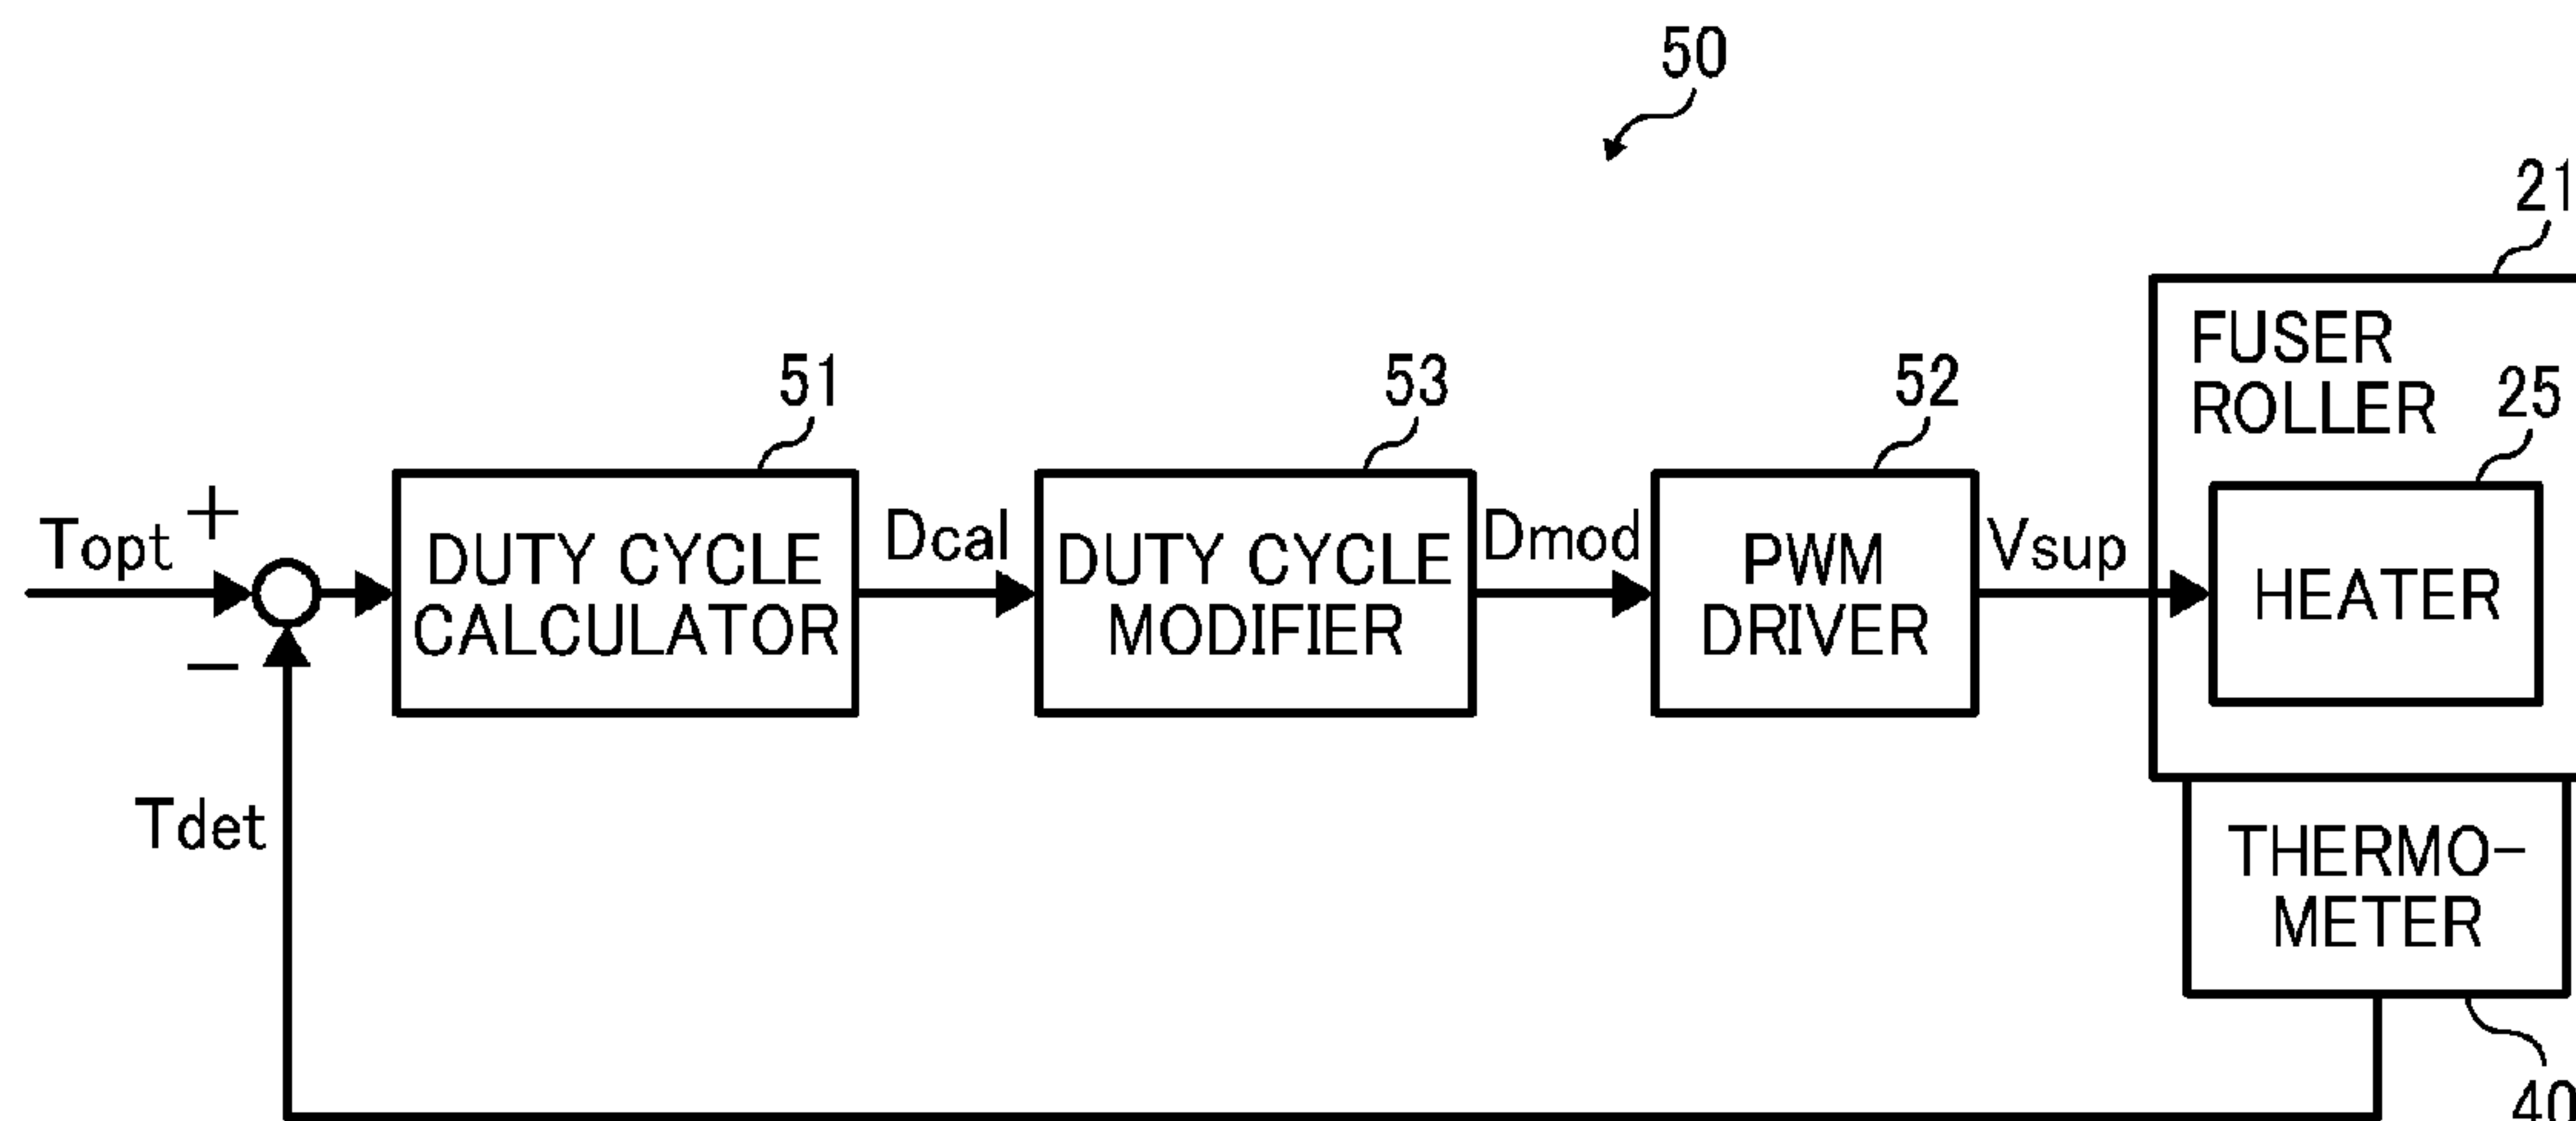 50
21
FUSER
ROLLER
25
51
53
52
Topt
+
−
DUTY CYCLE
CALCULATOR
Dcal
DUTY CYCLE
MODIFIER
Dmod
PWM
DRIVER
Vsup
HEATER
Tdet
THERMO-
METER
40